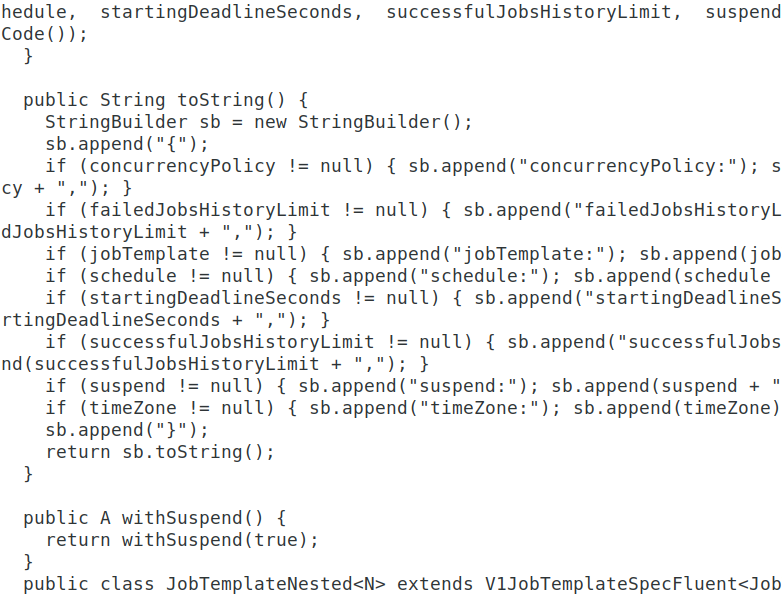 hedule,  startingDeadlineSeconds,  successfulJobsHistoryLimit,  suspend
Code());
  }

  public String toString() {
    StringBuilder sb = new StringBuilder();
    sb.append("{");
    if (concurrencyPolicy != null) { sb.append("concurrencyPolicy:"); s
cy + ","); }
    if (failedJobsHistoryLimit != null) { sb.append("failedJobsHistoryL
dJobsHistoryLimit + ","); }
    if (jobTemplate != null) { sb.append("jobTemplate:"); sb.append(job
    if (schedule != null) { sb.append("schedule:"); sb.append(schedule
    if (startingDeadlineSeconds != null) { sb.append("startingDeadlineS
rtingDeadlineSeconds + ","); }
    if (successfulJobsHistoryLimit != null) { sb.append("successfulJobs
nd(successfulJobsHistoryLimit + ","); }
    if (suspend != null) { sb.append("suspend:"); sb.append(suspend + "
    if (timeZone != null) { sb.append("timeZone:"); sb.append(timeZone)
    sb.append("}");
    return sb.toString();
  }

  public A withSuspend() {
    return withSuspend(true);
  }
  public class JobTemplateNested<N> extends V1JobTemplateSpecFluent<Job